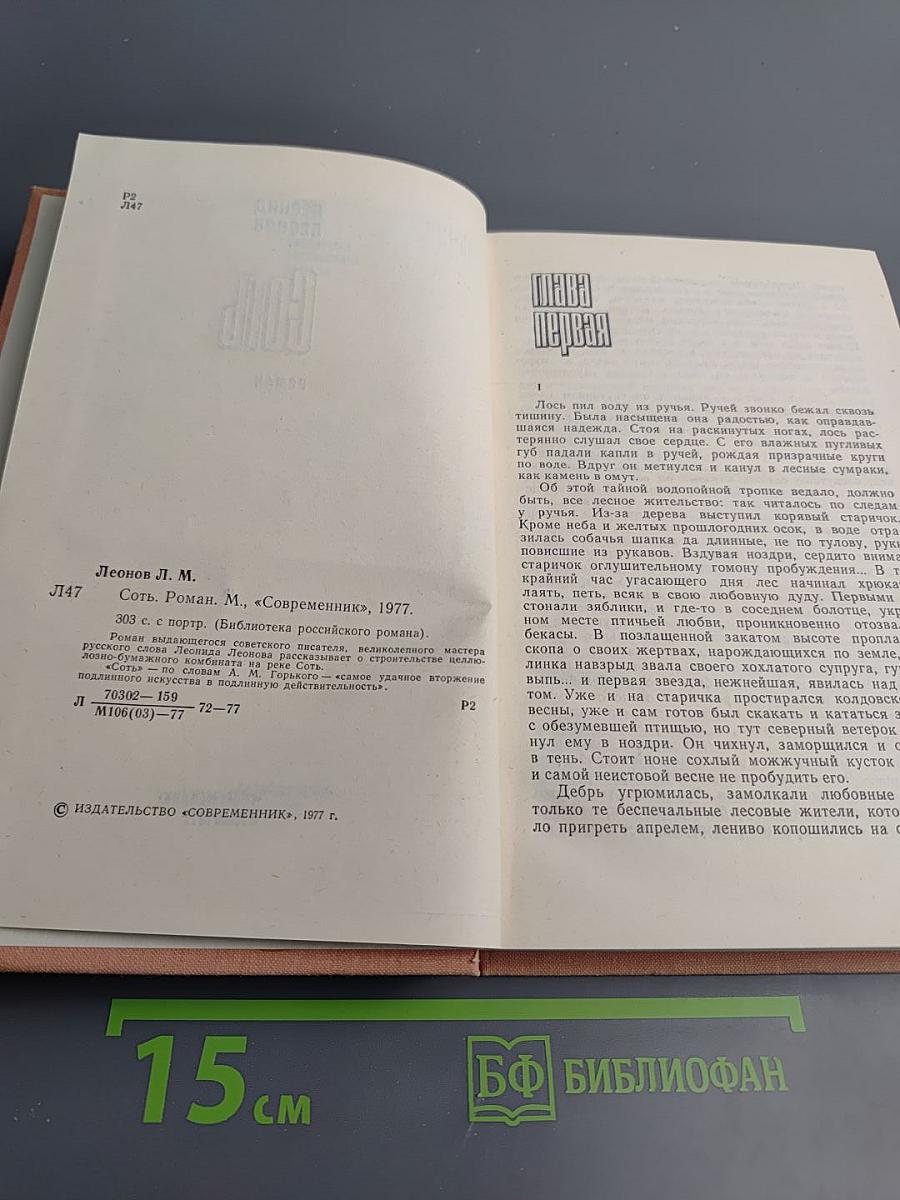 Р2
Л47
Леонов Л. М.
Л47
Соть. Роман. М., «Современник», 1977.
303 с. с портр. (Библиотека российского романа).
Роман выдающегося советского писателя, великолепного мастера
русского слова Леонида Леонова рассказывает о строительстве целлю-
лозно-бумажного комбината на реке Соть.
«Соть» — по словам А. М. Горького — «самое удачное вторжение
подлинного искусства в подлинную действительность».
Л 70302—159
М106(03)—77
72—77
Р2
© ИЗДАТЕЛЬСТВО «СОВРЕМЕННИК», 1977 г.
глава
первая
1
Лось пил воду из ручья. Ручей звонко бежал сквозь
тишину. Была насыщена она радостью, как оправдав-
шаяся надежда. Стоя на раскинутых ногах, лось рас-
терянно слушал свое сердце. С его влажных пугливых
губ падали капли в ручей, рождая призрачные круги
по воде. Вдруг он метнулся и канул в лесные сумраки,
как камень в омут.
Об этой тайной водопойной тропке ведало, должно
быть, все лесное жительство: так читалось по следам
у ручья. Из-за дерева выступил корявый старичок.
Кроме неба и желтых прошлогодних осок, в воде отра
зилась собачья шапка да длинные, не по тулову, рук
повисшие из рукавов. Вздувая ноздри, сердито внима
старичок оглушительному гомону пробуждения... В т
крайний час угасающего дня лес начинал хрюка
лаять, петь, всяк в свою любовную дуду. Первыми
стонали зяблики, и где-то в соседнем болотце, укр
ном месте птичьей любви, проникновенно отозва
бекасы. В позлащенной закатом высоте пропла
скопа о своих жертвах, нарождающихся по земле,
линка навзрыд звала своего хохлатого супруга, гу
выпь... и первая звезда, нежнейшая, явилась над
том. Уже и на старичка простирался колдовско
весны, уже и сам готов был скакать и кататься з
с обезумевшей птищью, но тут северный ветерок
нул ему в ноздри. Он чихнул, заморщился и с
в тень. Стоит ноне сохлый можжучный кусток
и самой неистовой весне не пробудить его.
Дебрь угрюмилась, замолкали любовные
только те беспечальные лесовые жители, кото
ло пригреть апрелем, лениво копошились на с
15 см
БФ БИБЛИОФАН